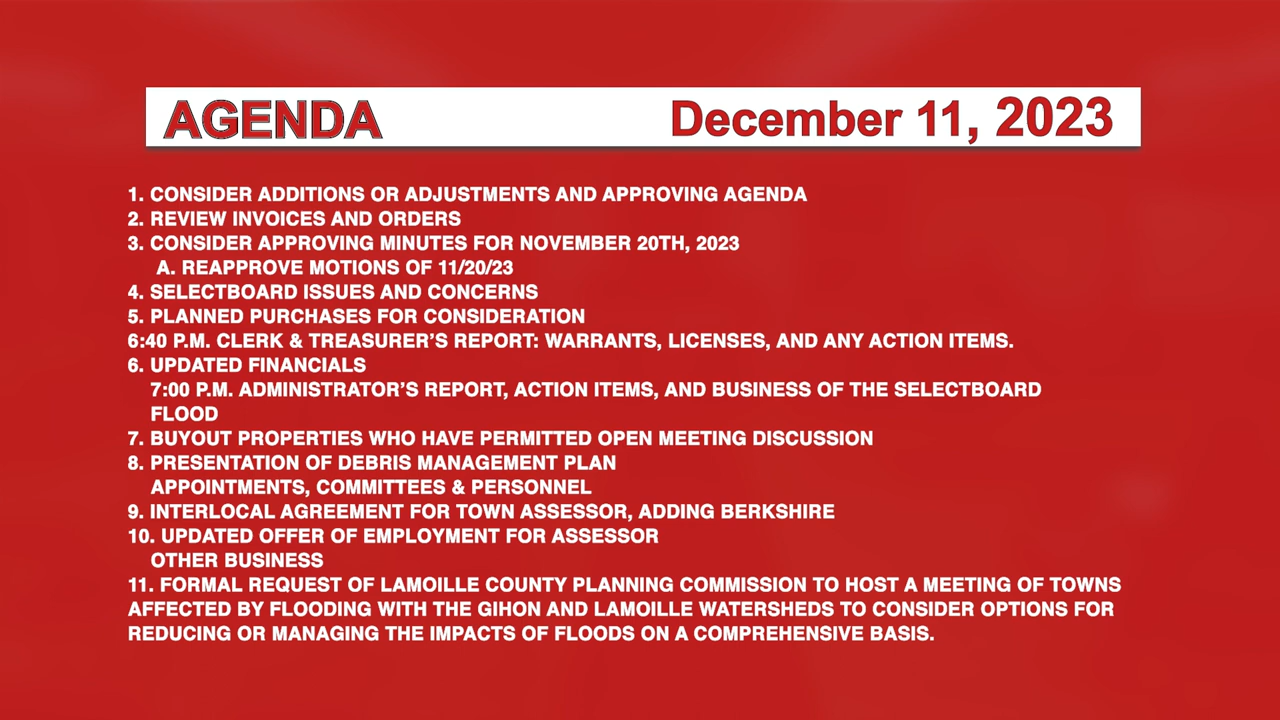 AGENDA December 11, 2023
1. CONSIDER ADDITIONS OR ADJUSTMENTS AND APPROVING AGENDA
2. REVIEW INVOICES AND ORDERS
3. CONSIDER APPROVING MINUTES FOR NOVEMBER 20TH, 2023
A. REAPPROVE MOTIONS OF 11/20/23
4. SELECTBOARD ISSUES AND CONCERNS
5. PLANNED PURCHASES FOR CONSIDERATION
6:40 P.M. CLERK & TREASURER’S REPORT: WARRANTS, LICENSES, AND ANY ACTION ITEMS.
6. UPDATED FINANCIALS
7:00 P.M. ADMINISTRATOR’S REPORT, ACTION ITEMS, AND BUSINESS OF THE SELECTBOARD
FLOOD
7. BUYOUT PROPERTIES WHO HAVE PERMITTED OPEN MEETING DISCUSSION
8. PRESENTATION OF DEBRIS MANAGEMENT PLAN
APPOINTMENTS, COMMITTEES & PERSONNEL
9. INTERLOCAL AGREEMENT FOR TOWN ASSESSOR, ADDING BERKSHIRE
10. UPDATED OFFER OF EMPLOYMENT FOR ASSESSOR
OTHER BUSINESS
11. FORMAL REQUEST OF LAMOILLE COUNTY PLANNING COMMISSION TO HOST A MEETING OF TOWNS
AFFECTED BY FLOODING WITH THE GIHON AND LAMOILLE WATERSHEDS TO CONSIDER OPTIONS FOR
REDUCING OR MANAGING THE IMPACTS OF FLOODS ON A COMPREHENSIVE BASIS.